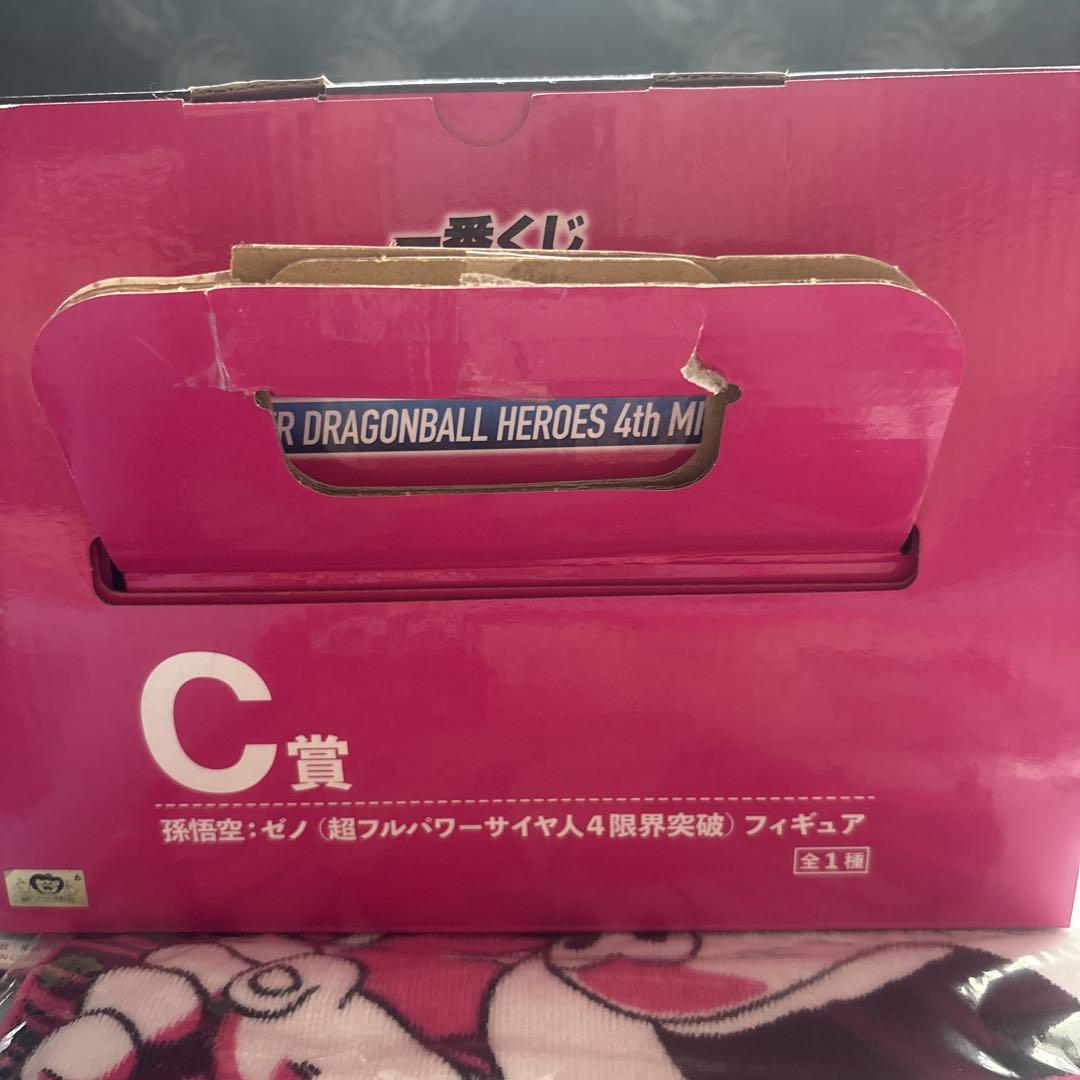 一番くじ
R DRAGONBALL HEROES 4th MI
C賞
孫悟空:ゼノ(超フルパワーサイヤ人4限界突破)フィギュア
全1種